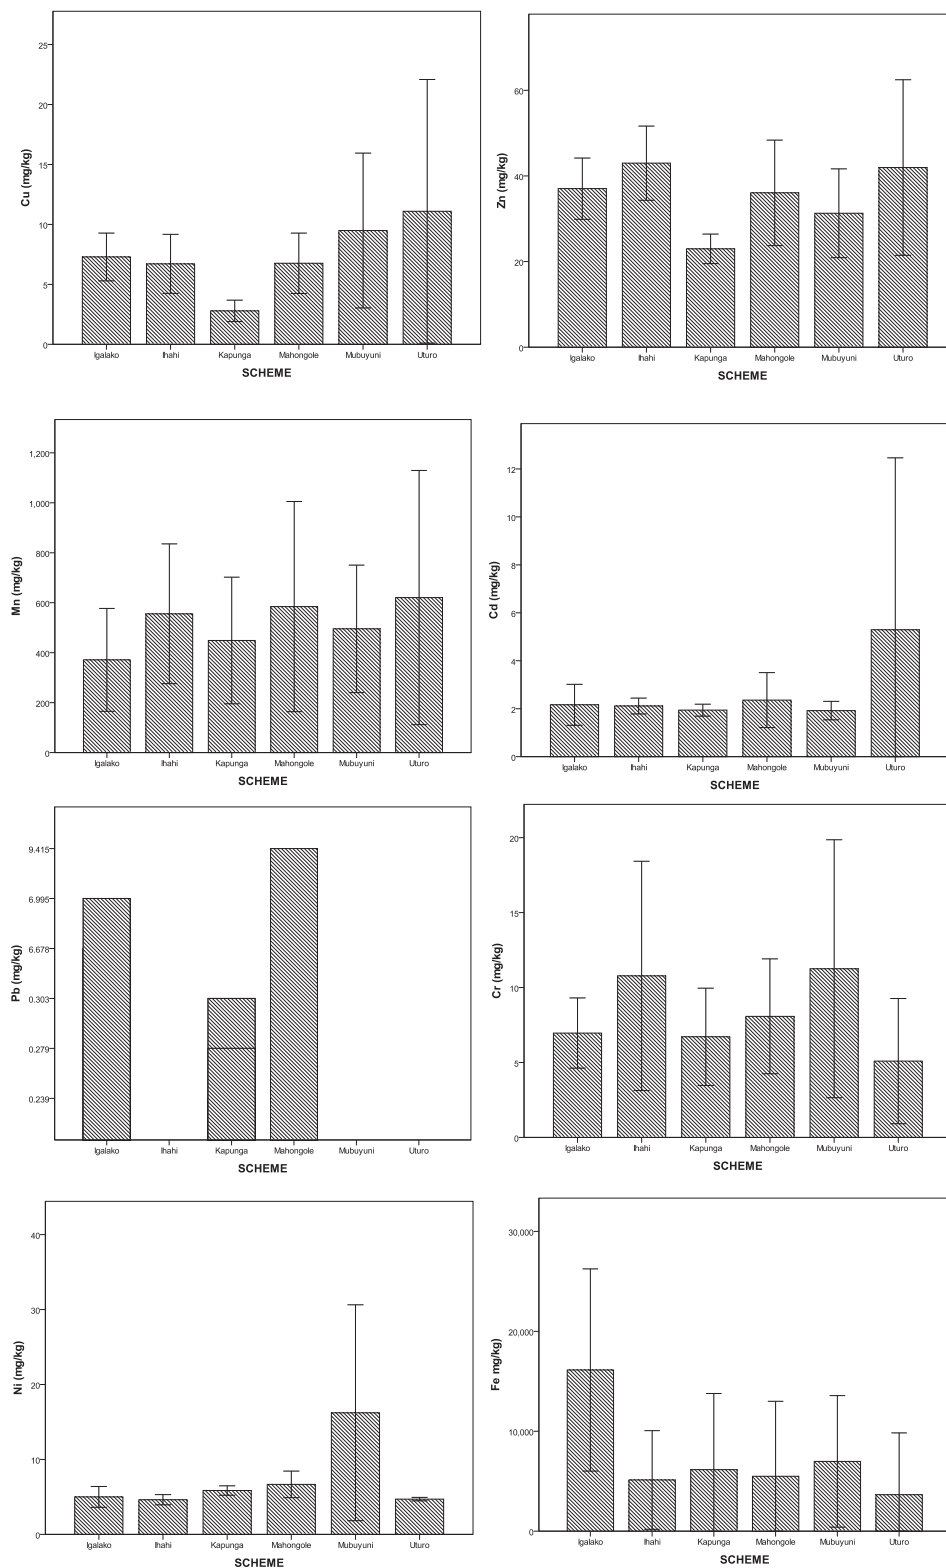 25
20
15
10
5
0
Cu (mg/kg)
Igalako Ihahi Kapunga Mahongole Mubuyuni Uturo
SCHEME
60
40
20
0
Zn (mg/kg)
Igalako Ihahi Kapunga Mahongole Mubuyuni Uturo
SCHEME
1,200
1,000
800
600
400
200
0
Mn (mg/kg)
Igalako Ihahi Kapunga Mahongole Mubuyuni Uturo
SCHEME
12
10
8
6
4
2
0
Cd (mg/kg)
Igalako Ihahi Kapunga Mahongole Mubuyuni Uturo
SCHEME
9.415
6.995
6.678
0.303
0.279
0.239
Pb (mg/kg)
Igalako Ihahi Kapunga Mahongole Mubuyuni Uturo
SCHEME
20
15
10
5
0
Cr (mg/kg)
Igalako Ihahi Kapunga Mahongole Mubuyuni Uturo
SCHEME
40
30
20
10
0
Ni (mg/kg)
Igalako Ihahi Kapunga Mahongole Mubuyuni Uturo
SCHEME
30,000
20,000
10,000
0
Fe mg/kg)
Igalako Ihahi Kapunga Mahongole Mubuyuni Uturo
SCHEME